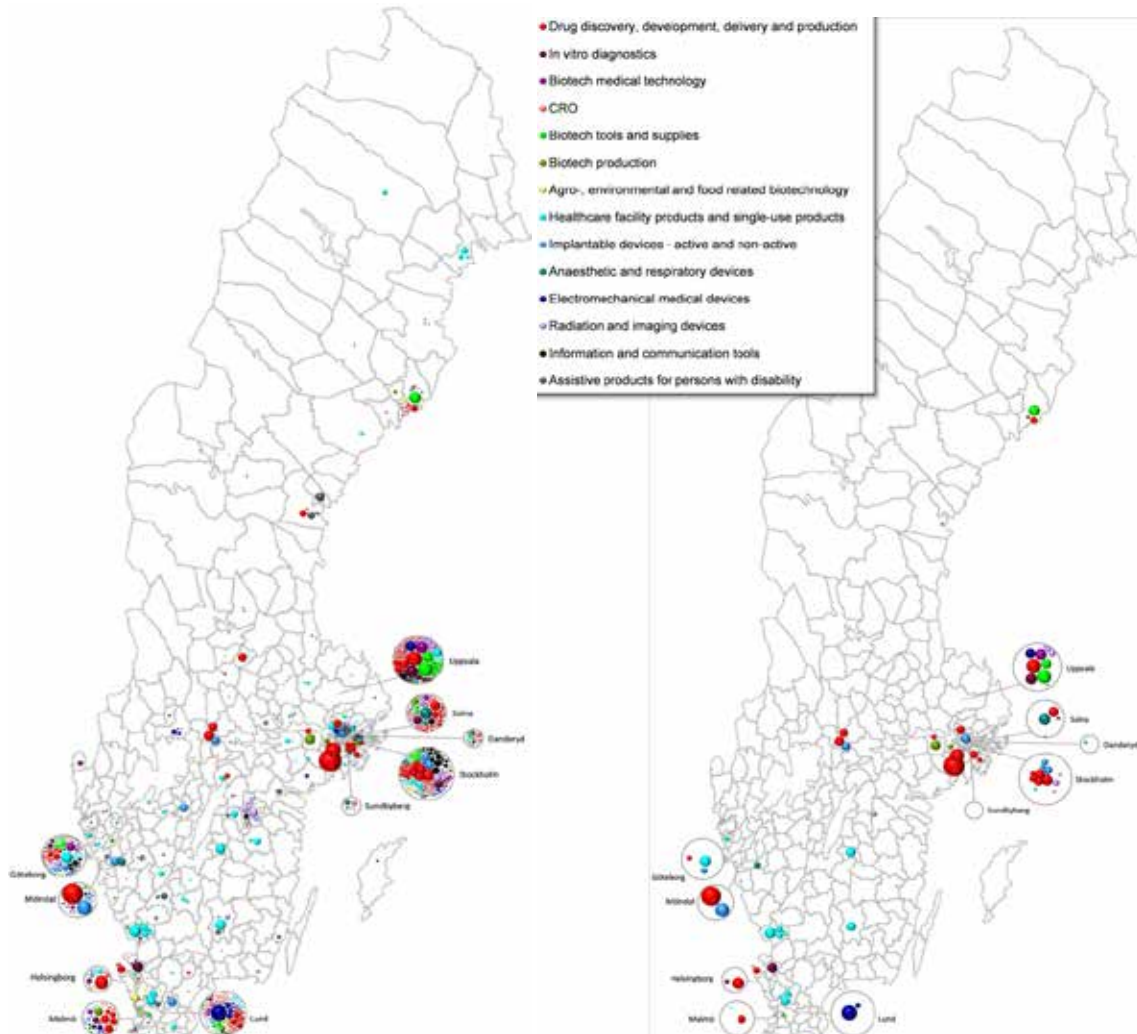 Drug discovery, development, delivery and production
In vitro diagnostics
Biotech medical technology
CRO
Biotech tools and supplies
Biotech production
Agro-, environmental and food related biotechnology
Healthcare facility products and single-use products
Implantable devices - active and non-active
Anaesthetic and respiratory devices
Electromechanical medical devices
Radiation and imaging devices
Information and communication tools
Assistive products for persons with disability
Uppsala
Solna
Danderyd
Stockholm
Sundbyberg
Göteborg
Mölndal
Helsingborg
Malmö
Lund
Uppsala
Solna
Danderyd
Stockholm
Sundbyberg
Göteborg
Mölndal
Helsingborg
Malmö
Lund